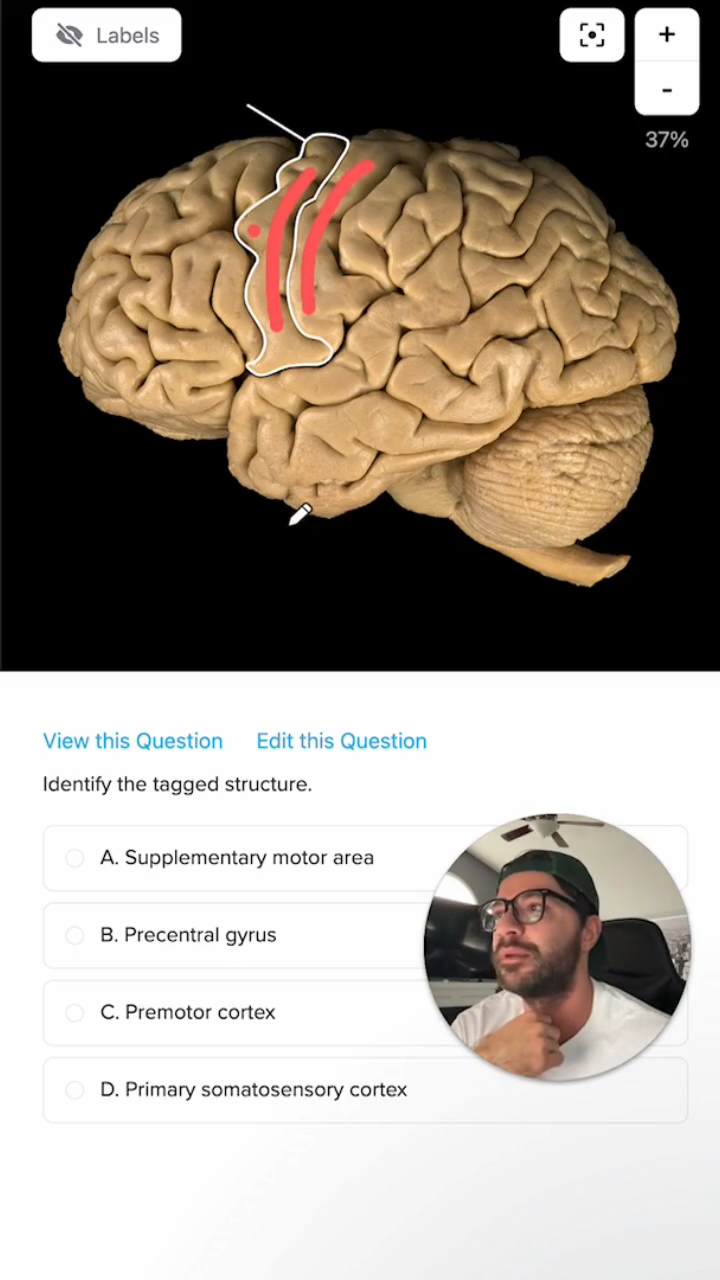 Labels
+
-
37%
View this Question Edit this Question
Identify the tagged structure.
A. Supplementary motor area
B. Precentral gyrus
C. Premotor cortex
D. Primary somatosensory cortex